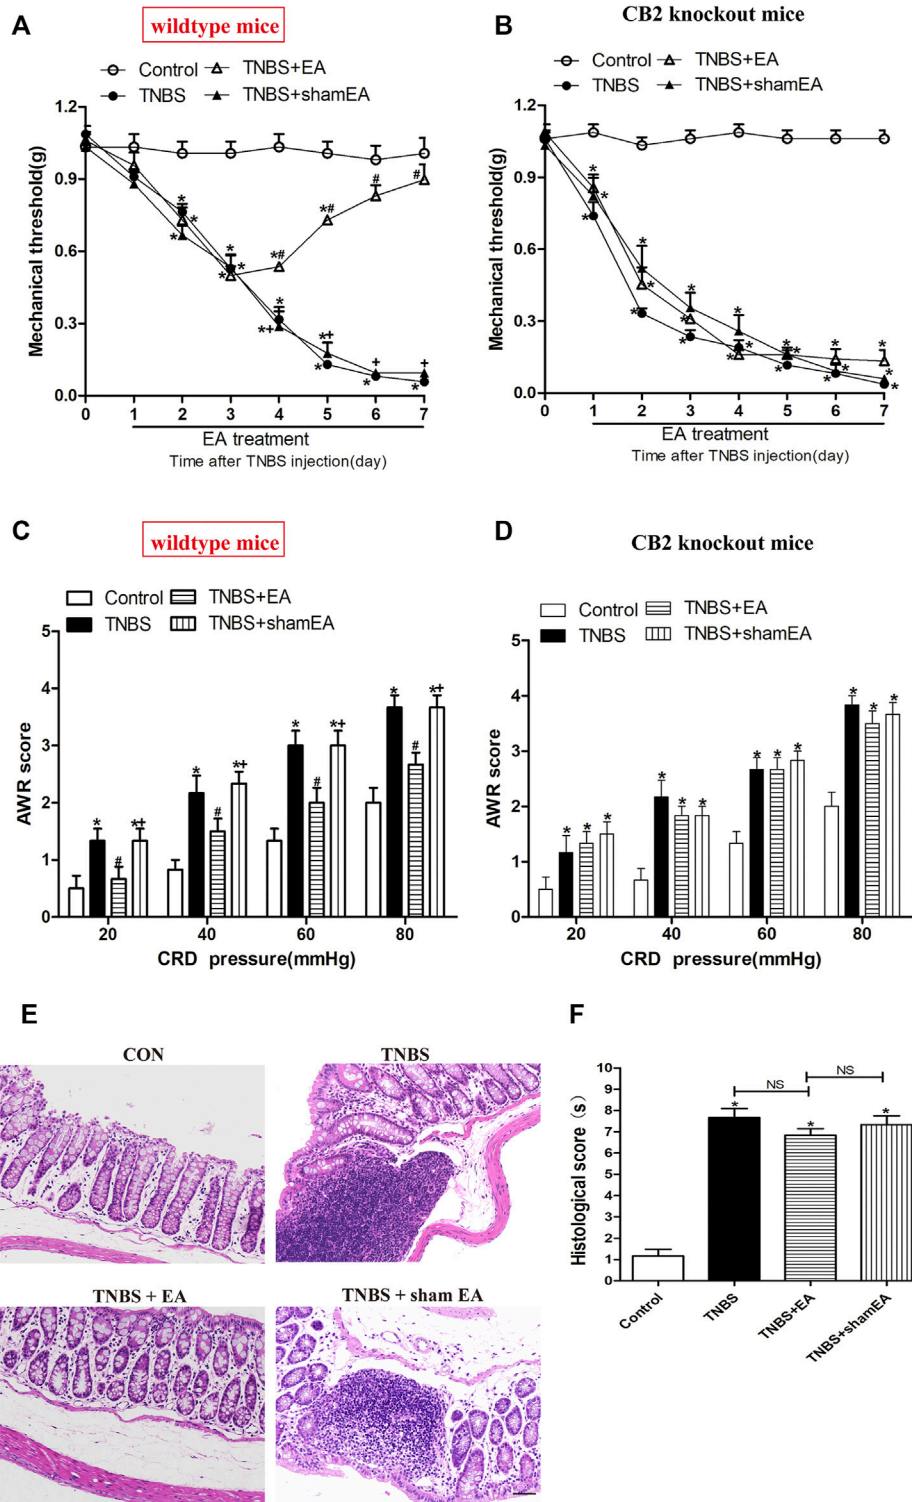 A
wildtype mice
Control TNBS+EA
TNBS TNBS+shamEA
Mechanical threshold(g)
1.2
0.9
0.6
0.3
0.0
0 1 2 3 4 5 6 7
EA treatment
Time after TNBS injection(day)
B
CB2 knockout mice
Control TNBS+EA
TNBS TNBS+shamEA
Mechanical threshold(g)
1.2
0.9
0.6
0.3
0.0
0 1 2 3 4 5 6 7
EA treatment
Time after TNBS injection(day)
C
wildtype mice
Control TNBS+EA
TNBS TNBS+shamEA
AWR score
5
4
3
2
1
0
20 40 60 80
CRD pressure(mmHg)
D
CB2 knockout mice
Control TNBS+EA
TNBS TNBS+shamEA
AWR score
5
4
3
2
1
0
20 40 60 80
CRD pressure(mmHg)
E
CON
TNBS
TNBS + EA
TNBS + sham EA
F
Histological score（s）
10
9
8
7
6
5
4
3
2
1
0
NS
NS
Control
TNBS
TNBS+EA
TNBS+shamEA